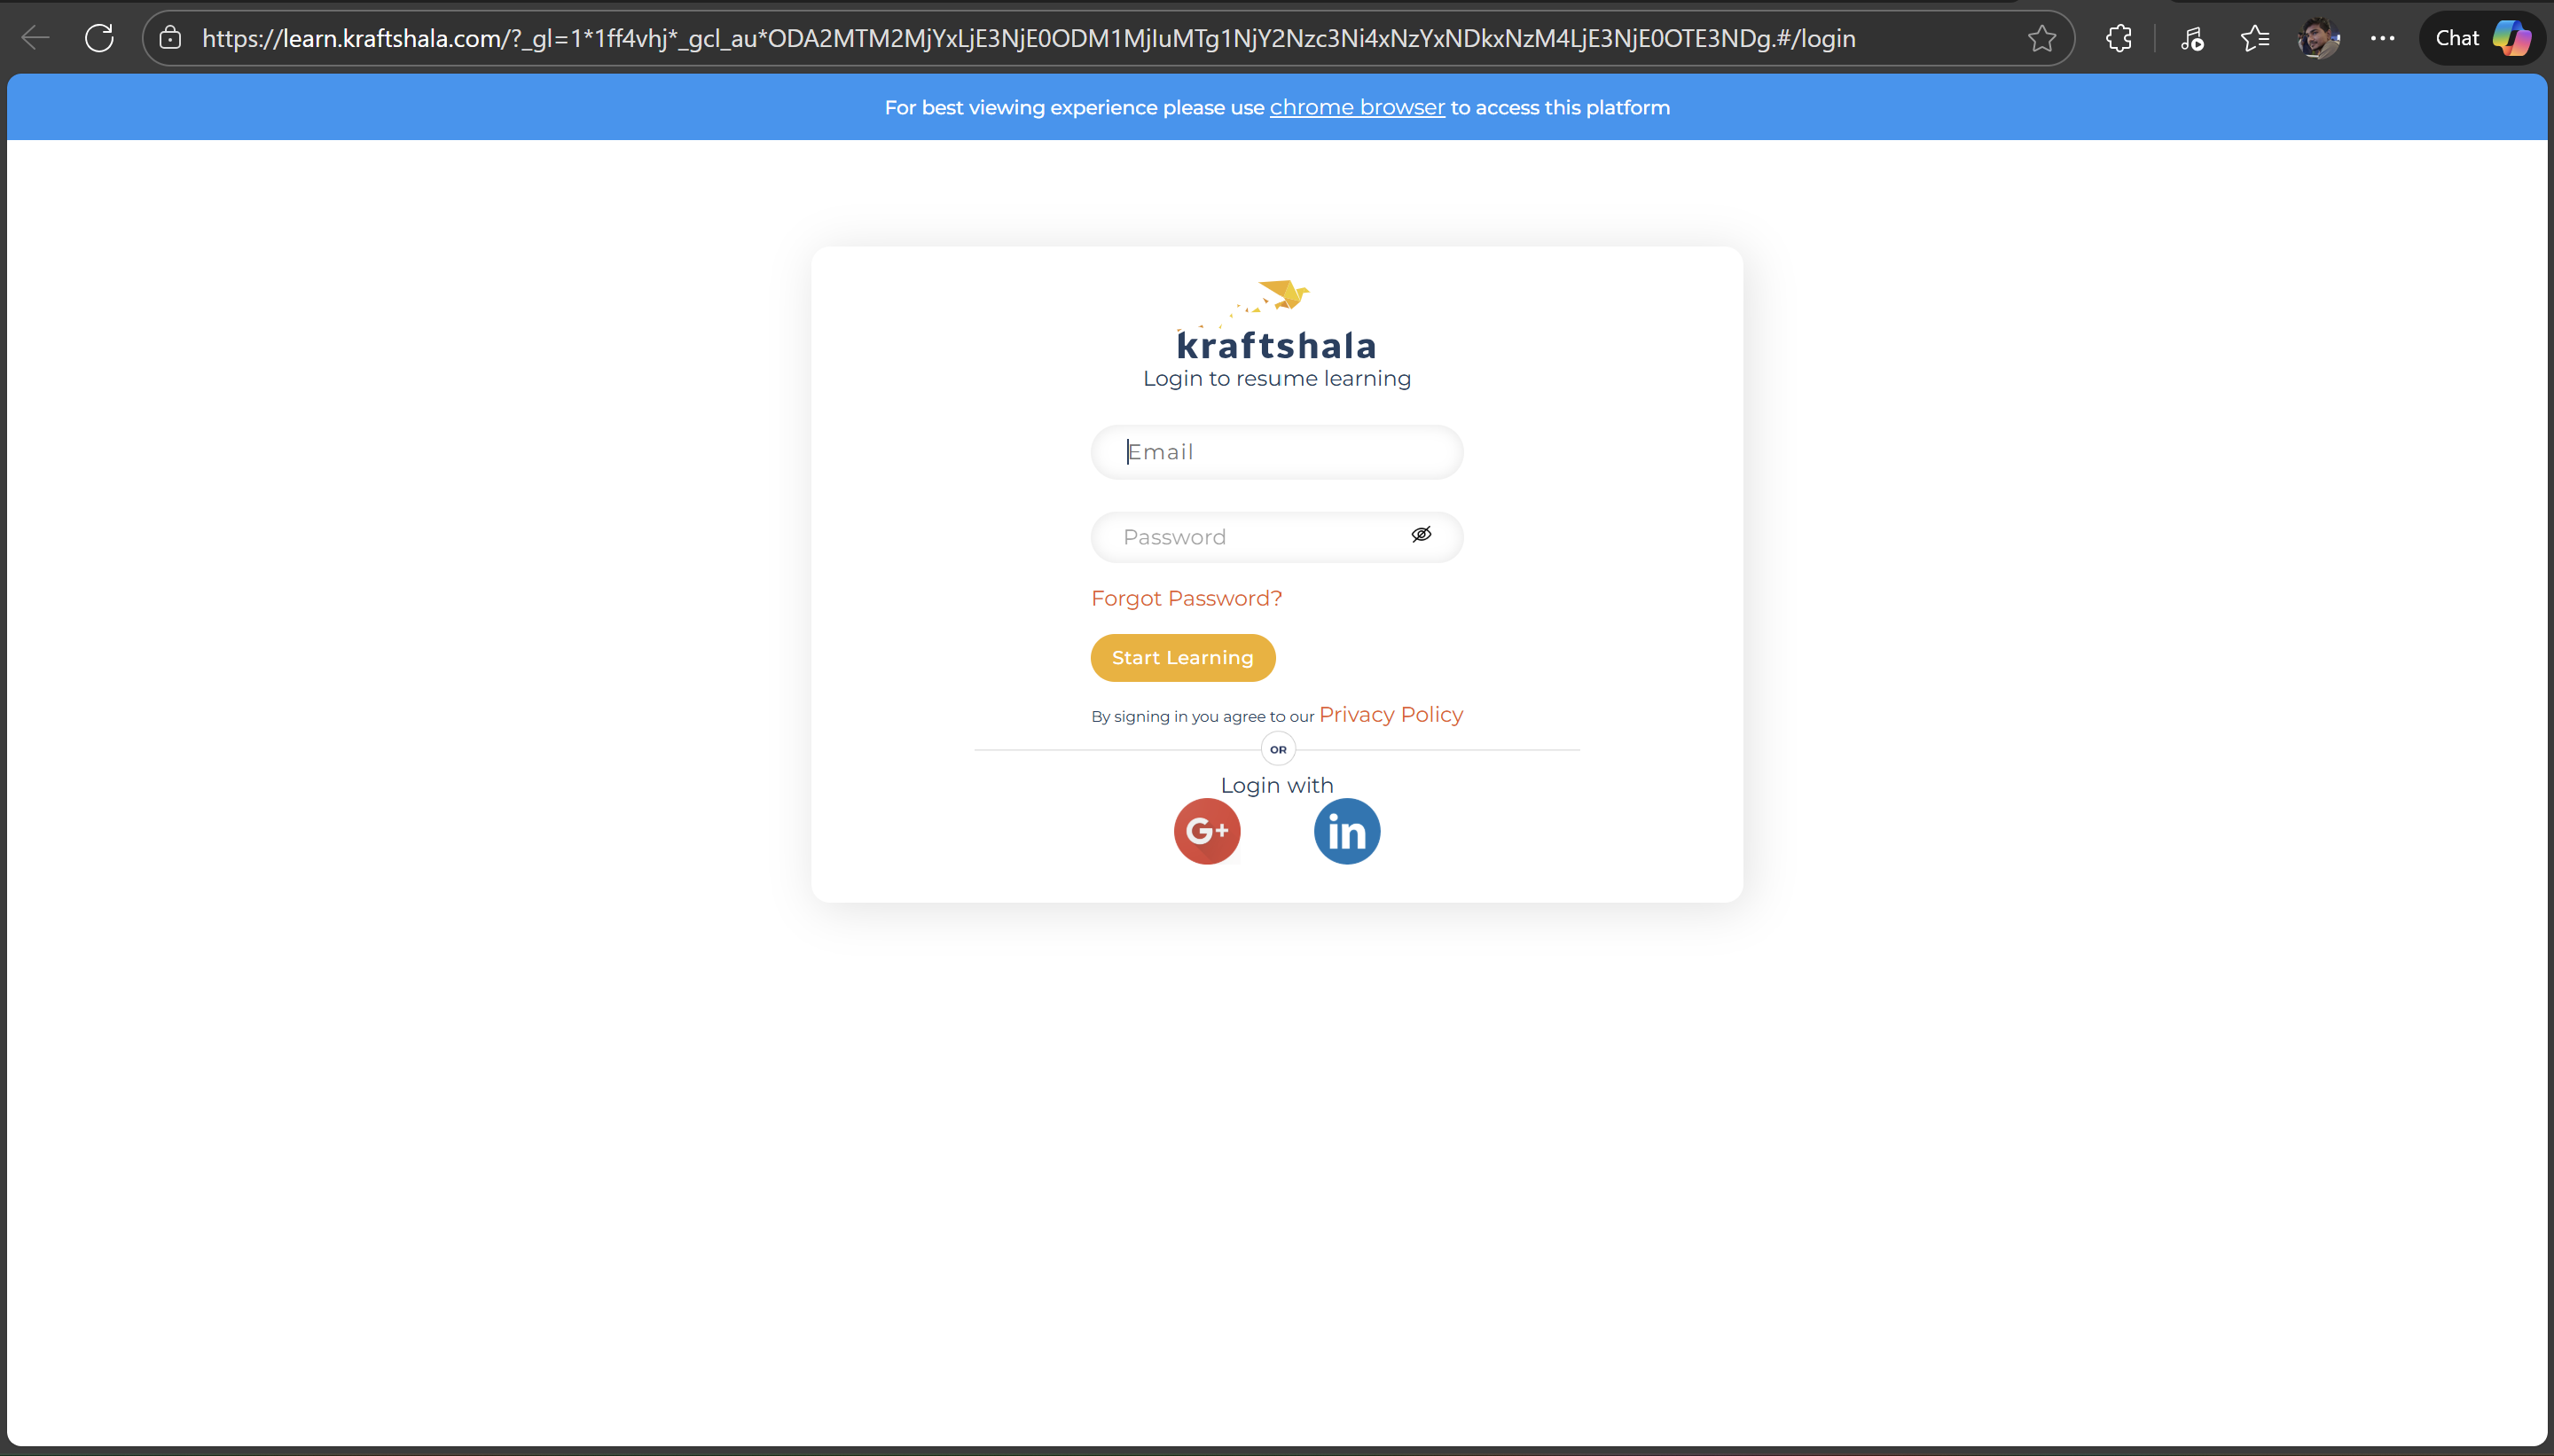 https://learn.kraftshala.com/?_gl=1*1ff4vhj*_gcl_au*ODA2MTM2MjYxLjE3NjE0ODM1MjIuMTg1NjY2Nzc3Ni4xNzYxNDkxNzM4LjE3NjE0OTE3NDg.#/login
Chat
For best viewing experience please use chrome browser to access this platform
kraftshala
Login to resume learning
Email
Password
Forgot Password?
Start Learning
By signing in you agree to our Privacy Policy
OR
Login with
G+
in